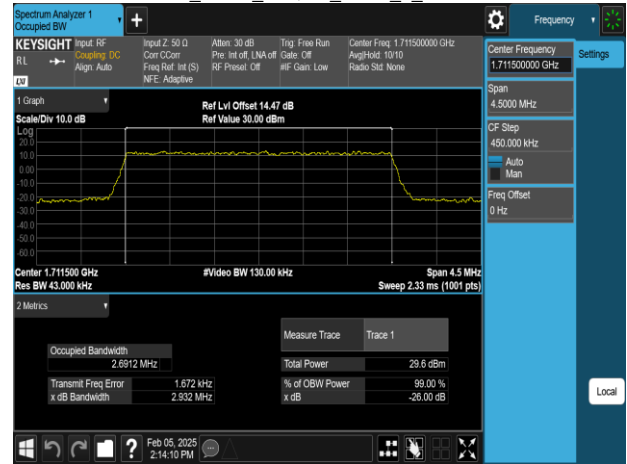 Spectrum Analyzer 1
Occupied BW
Frequency
KEYSIGHT
RL
LXI
Input: RF
Coupling: DC
Align: Auto
Input Z: 50 Ω
Corr CCorr
Freq Ref: Int (S)
NFE: Adaptive
Atten: 30 dB
Pre: Int off, LNA off
RF Presel: Off
Trig: Free Run
Gate: Off
#IF Gain: Low
Center Freq: 1.711500000 GHz
Avg|Hold: 10/10
Radio Std: None
Center Frequency
1.711500000 GHz
Settings
Span
4.5000 MHz
CF Step
450.000 kHz
Auto
Man
Freq Offset
0 Hz
Local
1 Graph
Scale/Div 10.0 dB
Ref Lvl Offset 14.47 dB
Ref Value 30.00 dBm
Log
20.0
10.0
0.00
-10.0
-20.0
-30.0
-40.0
-50.0
-60.0
Center 1.711500 GHz
#Video BW 130.00 kHz
Span 4.5 MHz
Res BW 43.000 kHz
Sweep 2.33 ms (1001 pts)
2 Metrics
Measure Trace
Trace 1
Occupied Bandwidth
2.6912 MHz
Total Power
29.6 dBm
Transmit Freq Error
1.672 kHz
% of OBW Power
99.00 %
x dB Bandwidth
2.932 MHz
x dB
-26.00 dB
?
Feb 05, 2025
2:14:10 PM